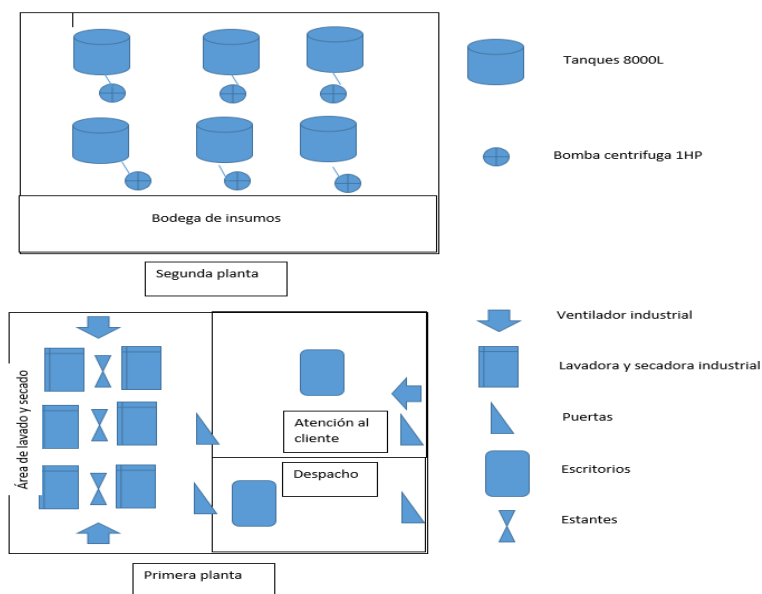 Tanques 8000L
Bomba centrifuga 1HP
Bodega de insumos
Segunda planta
Ventilador industrial
Lavadora y secadora industrial
Puertas
Escritorios
Estantes
Área de lavado y secado
Atención al
cliente
Despacho
Primera planta